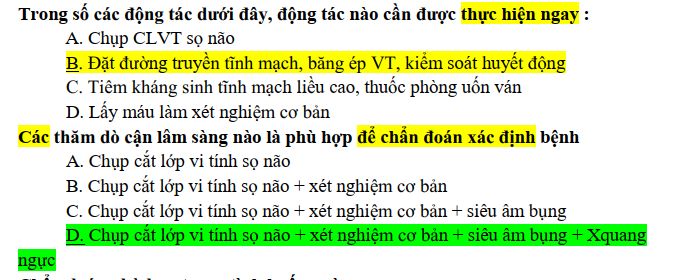 Trong số các động tác dưới đây, động tác nào cần được thực hiện ngay :
A. Chụp CLVT sọ não
B. Đặt đường truyền tĩnh mạch, băng ép VT, kiểm soát huyết động
C. Tiêm kháng sinh tĩnh mạch liều cao, thuốc phòng uốn ván
D. Lấy máu làm xét nghiệm cơ bản
Các thăm dò cận lâm sàng nào là phù hợp để chẩn đoán xác định bệnh
A. Chụp cắt lớp vi tính sọ não
B. Chụp cắt lớp vi tính sọ não + xét nghiệm cơ bản
C. Chụp cắt lớp vi tính sọ não + xét nghiệm cơ bản + siêu âm bụng
D. Chụp cắt lớp vi tính sọ não + xét nghiệm cơ bản + siêu âm bụng + Xquang
ngực